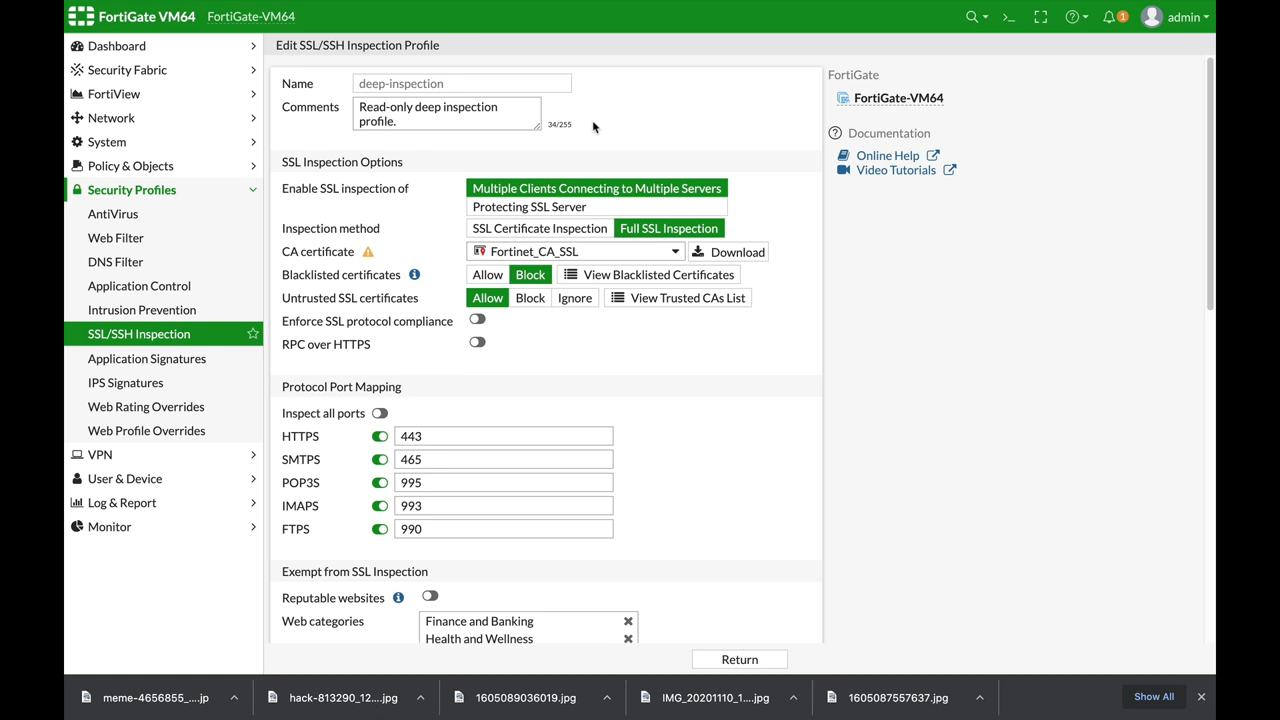 FortiGate VM64 FortiGate-VM64 1 admin
Dashboard
Security Fabric
FortiView
Network
System
Policy & Objects
Security Profiles
AntiVirus
Web Filter
DNS Filter
Application Control
Intrusion Prevention
SSL/SSH Inspection
Application Signatures
IPS Signatures
Web Rating Overrides
Web Profile Overrides
VPN
User & Device
Log & Report
Monitor
Edit SSL/SSH Inspection Profile
Name deep-inspection
Comments Read-only deep inspection
profile.
34/255
SSL Inspection Options
Enable SSL inspection of Multiple Clients Connecting to Multiple Servers
Protecting SSL Server
Inspection method SSL Certificate Inspection Full SSL Inspection
CA certificate Fortinet_CA_SSL Download
Blacklisted certificates Allow Block View Blacklisted Certificates
Untrusted SSL certificates Allow Block Ignore View Trusted CAs List
Enforce SSL protocol compliance
RPC over HTTPS
Protocol Port Mapping
Inspect all ports
HTTPS 443
SMTPS 465
POP3S 995
IMAPS 993
FTPS 990
Exempt from SSL Inspection
Reputable websites
Web categories Finance and Banking
Health and Wellness
Return
FortiGate
FortiGate-VM64
Documentation
Online Help
Video Tutorials
meme-4656855_....jp hack-813290_12....jpg 1605089036019.jpg IMG_20201110_1....jpg 1605087557637.jpg Show All